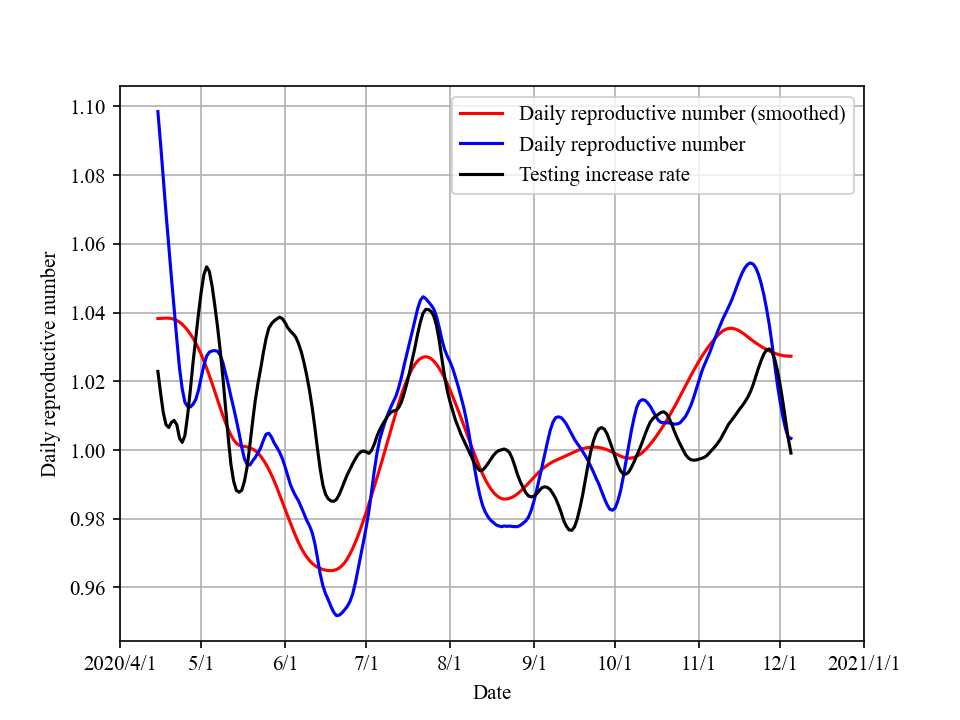 Daily reproductive number (smoothed)
Daily reproductive number
Testing increase rate
1.10
1.08
1.06
1.04
1.02
1.00
0.98
0.96
Daily reproductive number
2020/4/1 5/1 6/1 7/1 8/1 9/1 10/1 11/1 12/1 2021/1/1
Date